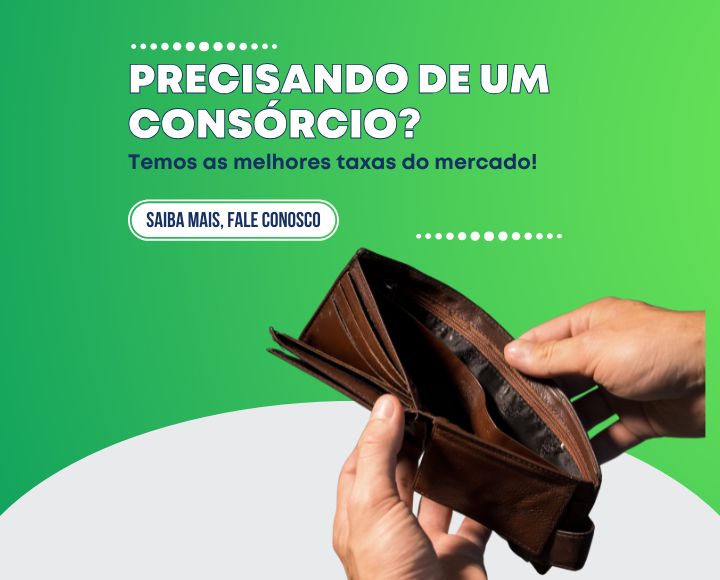 PRECISANDO DE UM
CONSÓRCIO?
Temos as melhores taxas do mercado!
SAIBA MAIS, FALE CONOSCO